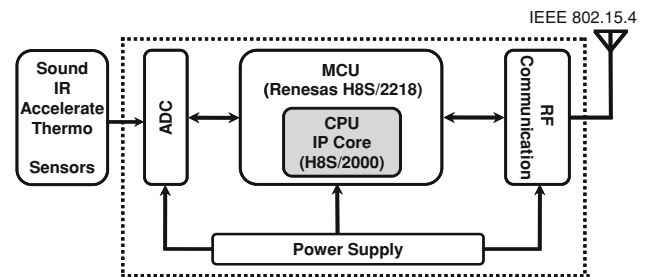 IEEE 802.15.4
Sound
IR
Accelerate
Thermo
Sensors
ADC
MCU
(Renesas H8S/2218)
CPU
IP Core
(H8S/2000)
RF
Communication
Power Supply